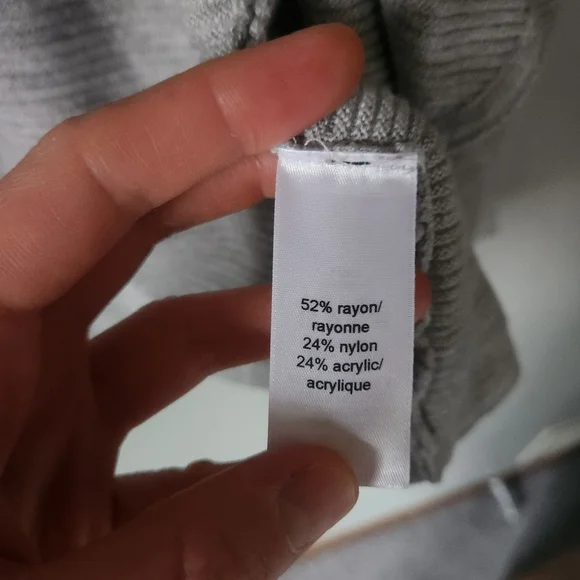 52% rayon/
rayonne
24% nylon
24% acrylic/
acrylique